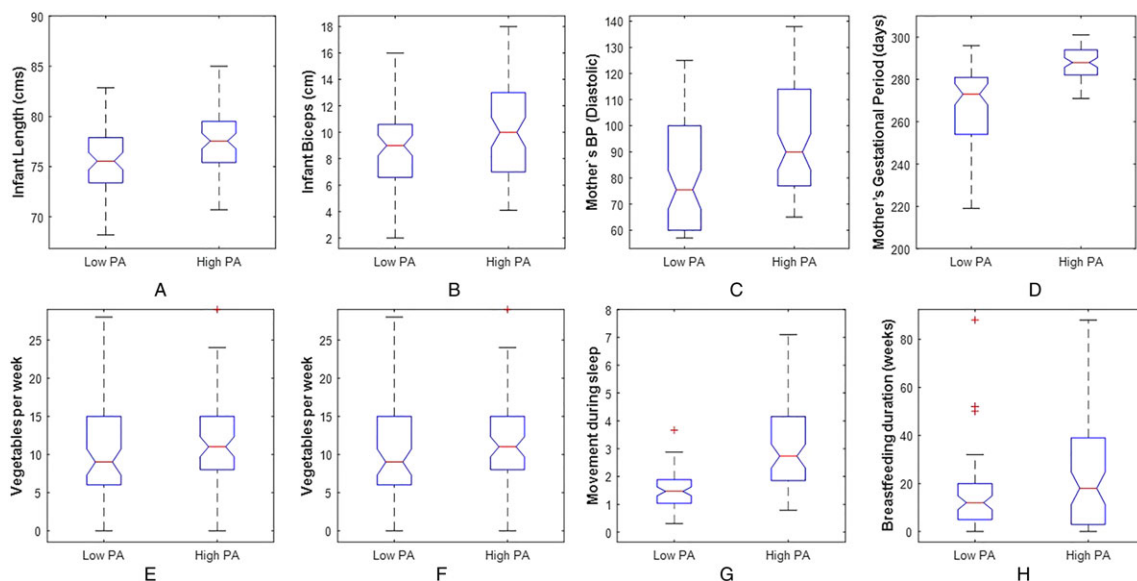 Infant Length (cms)
90
85
80
75
70
Low PA
High PA
A
Infant Biceps (cm)
18
16
14
12
10
8
6
4
2
Low PA
High PA
B
Mother`s BP (Diastolic)
140
130
120
110
100
90
80
70
60
Low PA
High PA
C
Mother's Gestational Period (days)
300
280
260
240
220
200
Low PA
High PA
D
Vegetables per week
25
20
15
10
5
0
Low PA
High PA
E
Vegetables per week
25
20
15
10
5
0
Low PA
High PA
F
Movement during sleep
8
7
6
5
4
3
2
1
0
Low PA
High PA
G
Breastfeeding duration (weeks)
80
60
40
20
0
Low PA
High PA
H